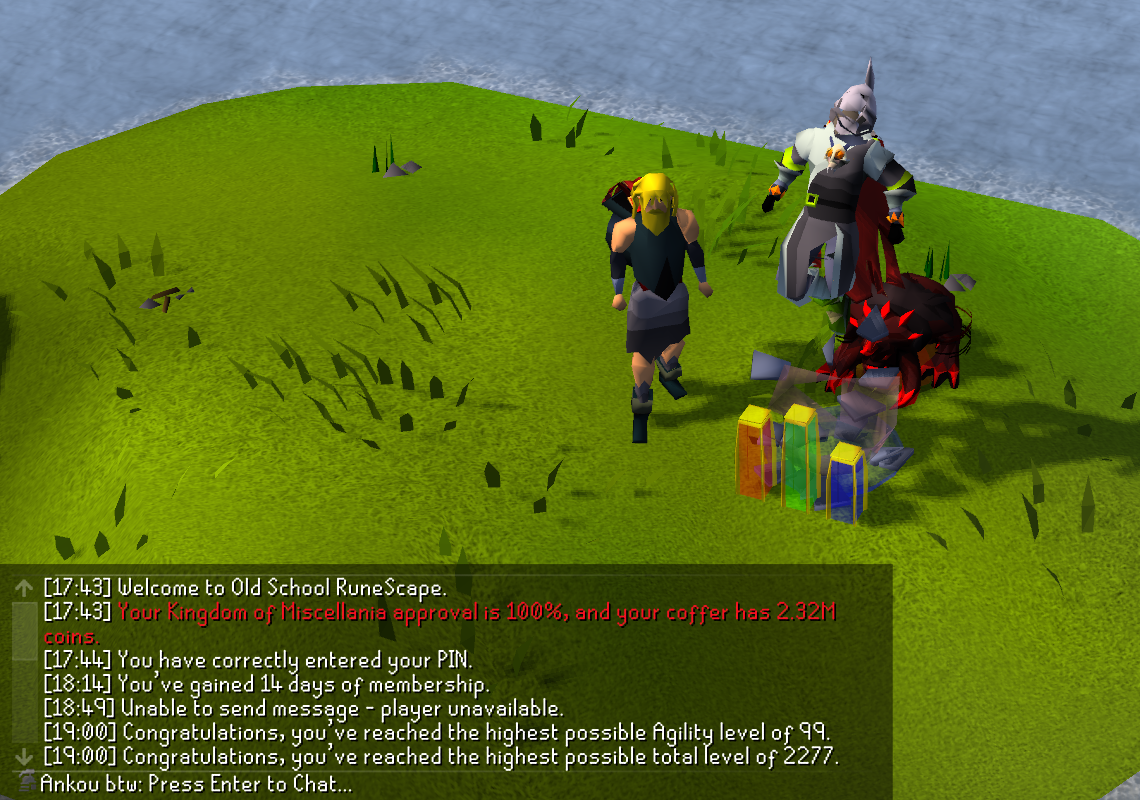 [17:43] Welcome to Old School RuneScape.
[17:43] Your Kingdom of Miscellania approval is 100%, and your coffer has 2.32M
coins.
[17:44] You have correctly entered your PIN.
[18:14] You've gained 14 days of membership.
[18:49] Unable to send message - player unavailable.
[19:00] Congratulations, you've reached the highest possible Agility level of 99.
[19:00] Congratulations, you've reached the highest possible total level of 2277.
Ankou btw: Press Enter to Chat...